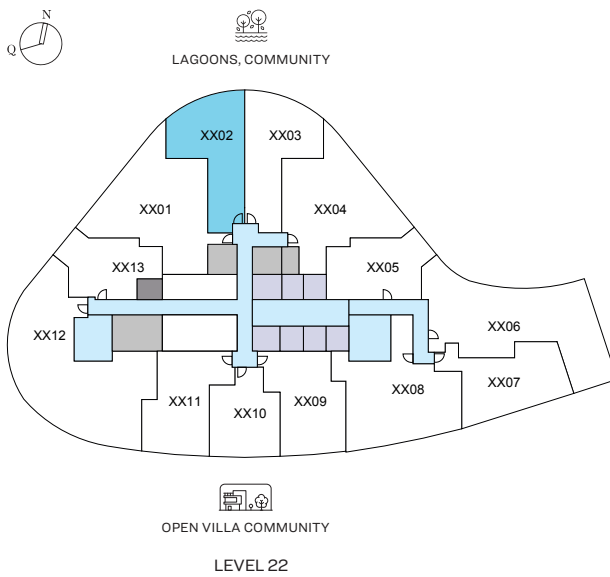 N
Q
LAGOONS, COMMUNITY
XX02
XX03
XX01
XX04
XX13
XX05
XX12
XX06
XX11
XX10
XX09
XX08
XX07
OPEN VILLA COMMUNITY
LEVEL 22